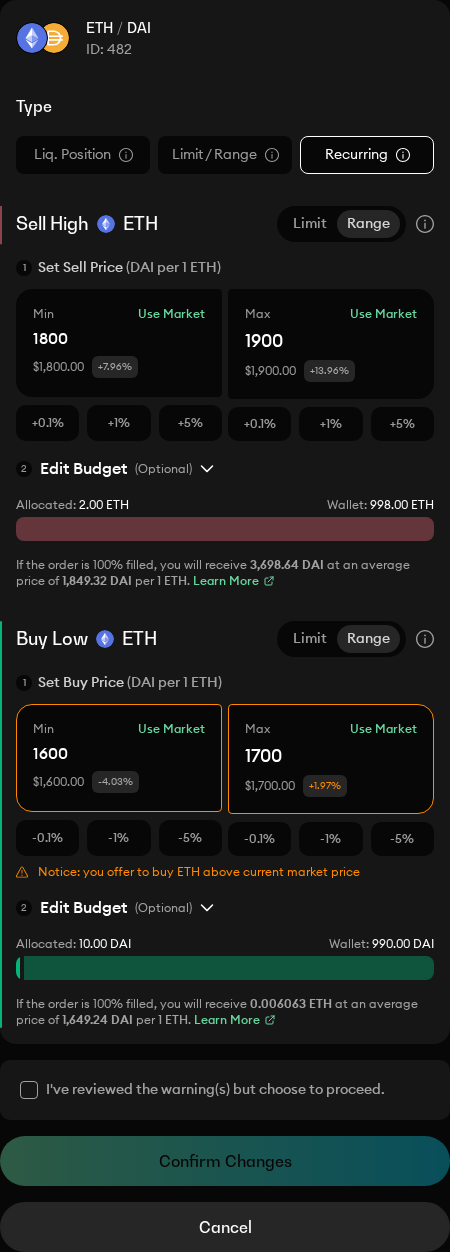 ETH / DAI
ID: 482
Type
Liq. Position
Limit / Range
Recurring
Sell High ETH
Limit Range
1 Set Sell Price (DAI per 1 ETH)
Min Use Market
1800
$1,800.00 +7.96%
Max Use Market
1900
$1,900.00 +13.96%
+0.1% +1% +5%
+0.1% +1% +5%
2 Edit Budget (Optional)
Allocated: 2.00 ETH Wallet: 998.00 ETH
If the order is 100% filled, you will receive 3,698.64 DAI at an average
price of 1,849.32 DAI per 1 ETH. Learn More
Buy Low ETH
Limit Range
1 Set Buy Price (DAI per 1 ETH)
Min Use Market
1600
$1,600.00 -4.03%
Max Use Market
1700
$1,700.00 +1.97%
-0.1% -1% -5%
-0.1% -1% -5%
Notice: you offer to buy ETH above current market price
2 Edit Budget (Optional)
Allocated: 10.00 DAI Wallet: 990.00 DAI
If the order is 100% filled, you will receive 0.006063 ETH at an average
price of 1,649.24 DAI per 1 ETH. Learn More
I've reviewed the warning(s) but choose to proceed.
Confirm Changes
Cancel